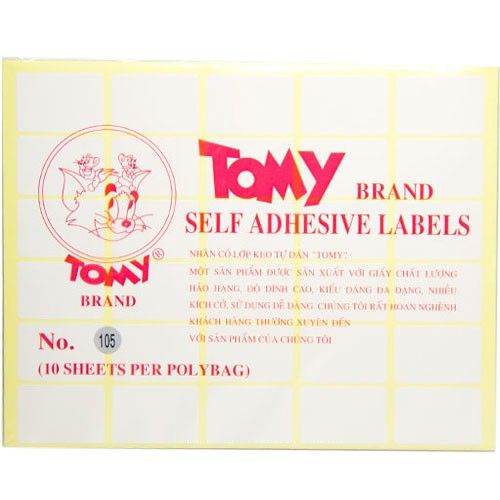 TOMY BRAND
SELF ADHESIVE LABELS
NHÃN CÓ LỚP KEO TỰ DÁN "TOMY".
MỘT SẢN PHẨM ĐƯỢC SẢN XUẤT VỚI GIẤY CHẤT LƯỢNG
HẢO HẠNG, ĐỘ DÍNH CAO, KIỂU DÁNG ĐA DẠNG, NHIỀU
KÍCH CỠ, SỬ DỤNG DỄ DÀNG. CHÚNG TÔI RẤT HOAN NGHÊNH
KHÁCH HÀNG THƯỜNG XUYÊN ĐẾN
VỚI SẢN PHẨM CỦA CHÚNG TÔI
TOMY®
BRAND
No. 105
(10 SHEETS PER POLYBAG)